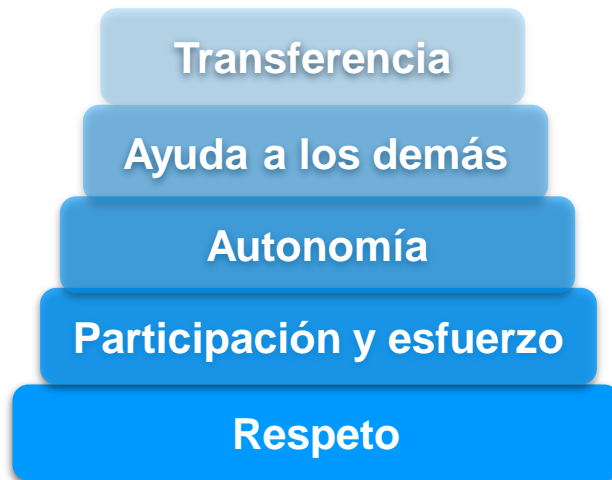 Transferencia
Ayuda a los demás
Autonomía
Participación y esfuerzo
Respeto